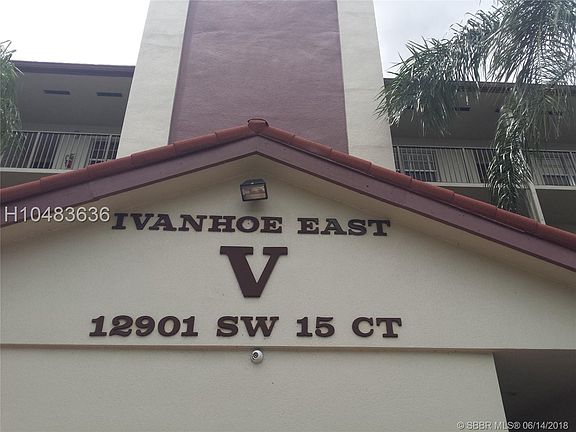 H10483636
IVANHOE EAST
V
12901 SW 15 CT
SBBR MLS® 06/14/2018